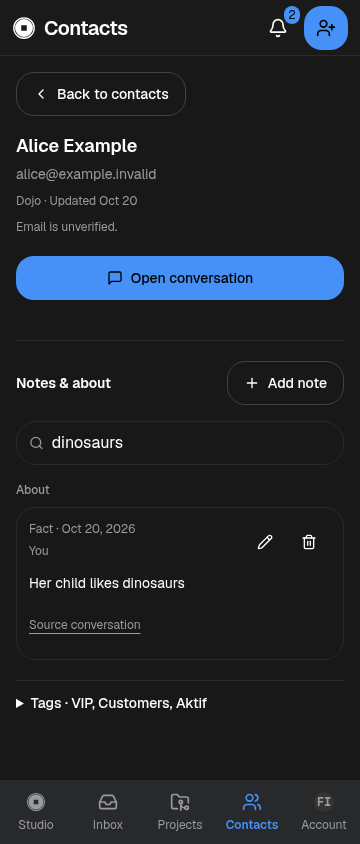 Contacts
2
Back to contacts
Alice Example
alice@example.invalid
Dojo · Updated Oct 20
Email is unverified.
Open conversation
Notes & about
Add note
dinosaurs
About
Fact · Oct 20, 2026
You
Her child likes dinosaurs
Source conversation
Tags · VIP, Customers, Aktif
FI
Studio
Inbox
Projects
Contacts
Account